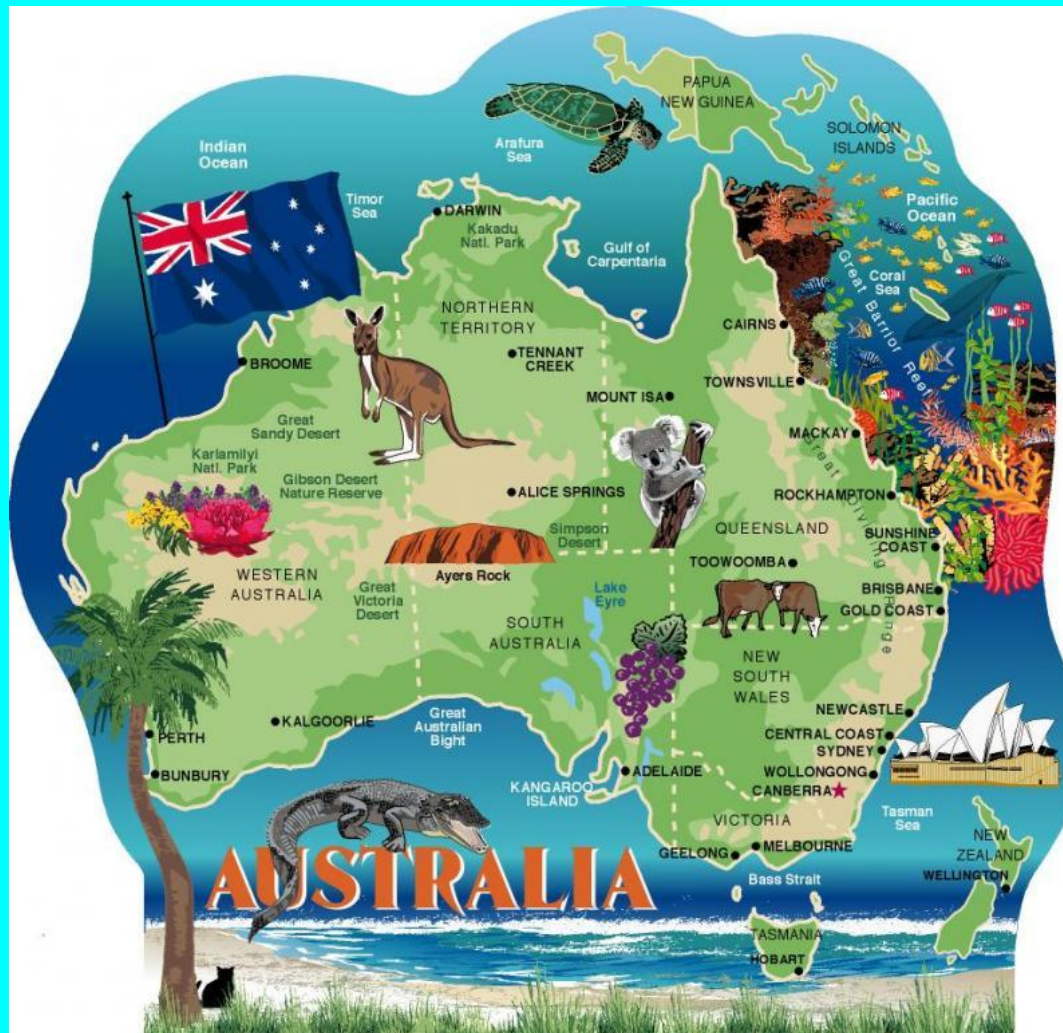 PAPUA
NEW GUINEA
SOLOMON
ISLANDS
Indian
Ocean
Arafura
Sea
Timor
Sea
Pacific
Ocean
DARWIN
Kakadu
Natl. Park
Gulf of
Carpentaria
Coral
Sea
Great Barrior Reef
NORTHERN
TERRITORY
CAIRNS
BROOME
TENNANT
CREEK
TOWNSVILLE
MOUNT ISA
Great
Sandy Desert
MACKAY
Karlamilyi
Natl. Park
Gibson Desert
Nature Reserve
Great Dividing Range
ALICE SPRINGS
ROCKHAMPTON
Simpson
Desert
QUEENSLAND
SUNSHINE
COAST
Ayers Rock
TOOWOOMBA
WESTERN
AUSTRALIA
Great
Victoria
Desert
Lake
Eyre
BRISBANE
GOLD COAST
SOUTH
AUSTRALIA
NEW
SOUTH
WALES
KALGOORLIE
Great
Australian
Bight
NEWCASTLE
PERTH
CENTRAL COAST
SYDNEY
BUNBURY
KANGAROO
ISLAND
ADELAIDE
WOLLONGONG
CANBERRA
Tasman
Sea
VICTORIA
NEW
ZEALAND
GEELONG
MELBOURNE
WELLINGTON
AUSTRALIA
Bass Strait
TASMANIA
HOBART